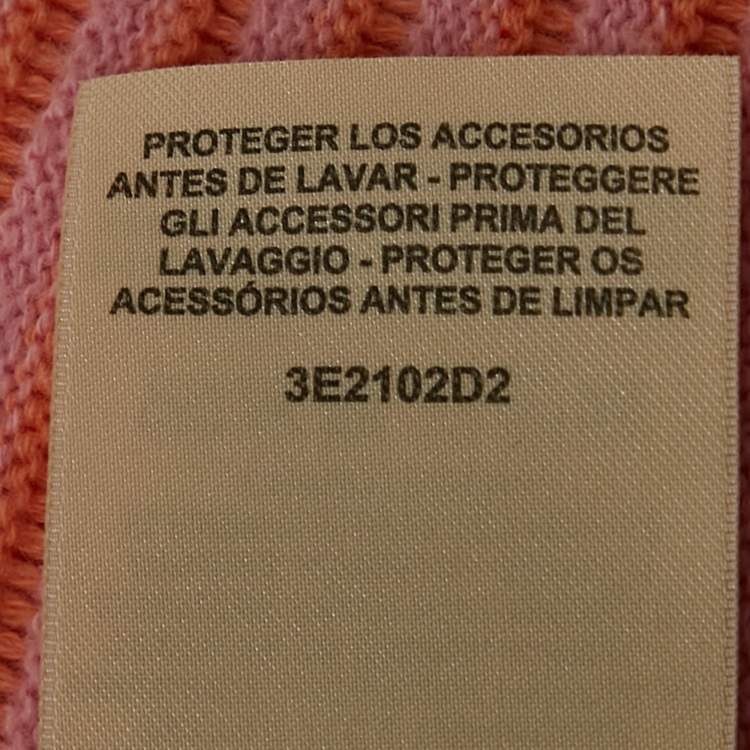 PROTEGER LOS ACCESORIOS
ANTES DE LAVAR - PROTEGGERE
GLI ACCESSORI PRIMA DEL
LAVAGGIO - PROTEGER OS
ACESSÓRIOS ANTES DE LIMPAR
3E2102D2